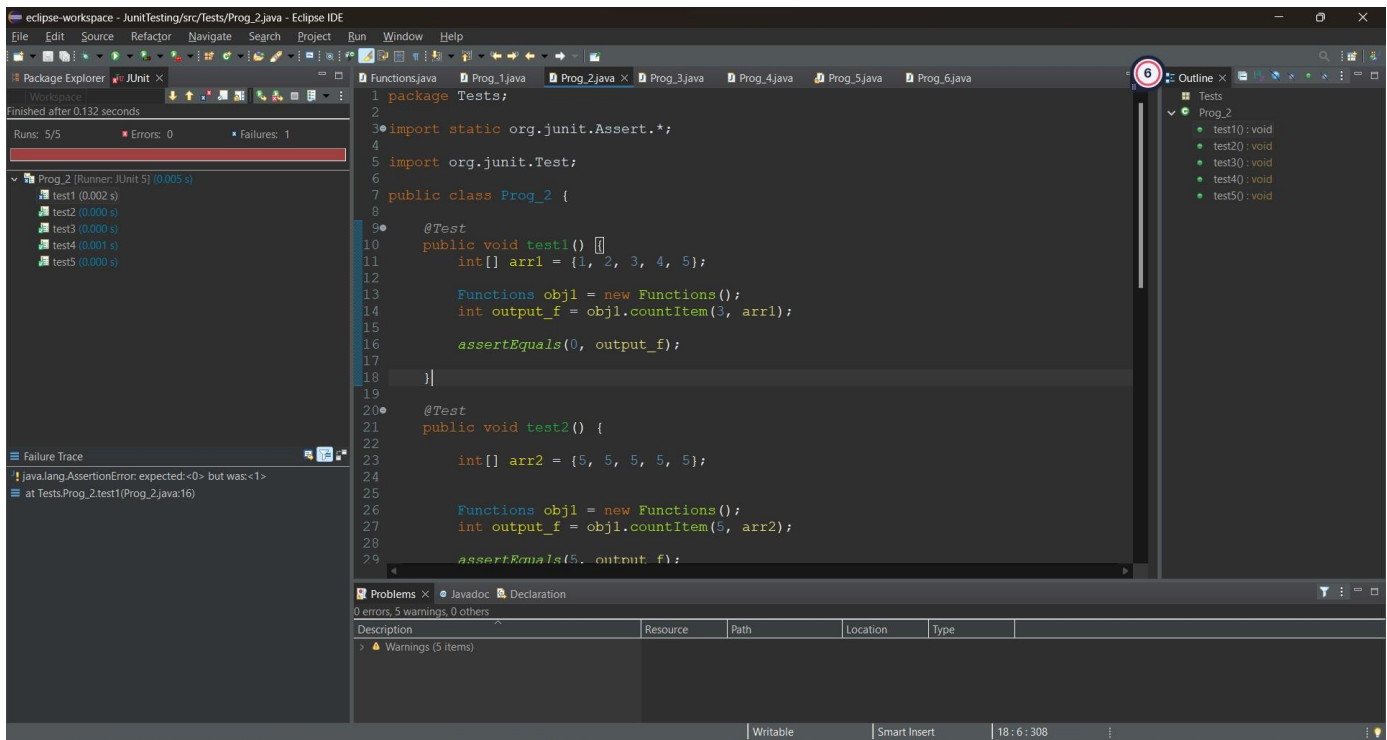 eclipse-workspace - JunitTesting/src/Tests/Prog_2.java - Eclipse IDE
File Edit Source Refactor Navigate Search Project Run Window Help
Package Explorer JUnit
Workspace
Finished after 0.132 seconds
Runs: 5/5 Errors: 0 Failures: 1
Prog_2 [Runner: JUnit 5] (0.005 s)
test1 (0.002 s)
test2 (0.000 s)
test3 (0.000 s)
test4 (0.001 s)
test5 (0.000 s)
Failure Trace
java.lang.AssertionError: expected:<0> but was:<1>
at Tests.Prog_2.test1(Prog_2.java:16)
Functions.java Prog_1.java Prog_2.java Prog_3.java Prog_4.java Prog_5.java Prog_6.java
1 package Tests;
2
3 import static org.junit.Assert.*;
4
5 import org.junit.Test;
6
7 public class Prog_2 {
8
9 @Test
10 public void test1() {
11 int[] arr1 = {1, 2, 3, 4, 5};
12
13 Functions obj1 = new Functions();
14 int output_f = obj1.countItem(3, arr1);
15
16 assertEquals(0, output_f);
17
18 }
19
20 @Test
21 public void test2() {
22
23 int[] arr2 = {5, 5, 5, 5, 5};
24
25
26 Functions obj1 = new Functions();
27 int output_f = obj1.countItem(5, arr2);
28
29 assertEquals(5, output_f);
6
Outline
Tests
Prog_2
test1() : void
test2() : void
test3() : void
test4() : void
test5() : void
Problems Javadoc Declaration
0 errors, 5 warnings, 0 others
Description Resource Path Location Type
Warnings (5 items)
Writable Smart Insert 18 : 6 : 308